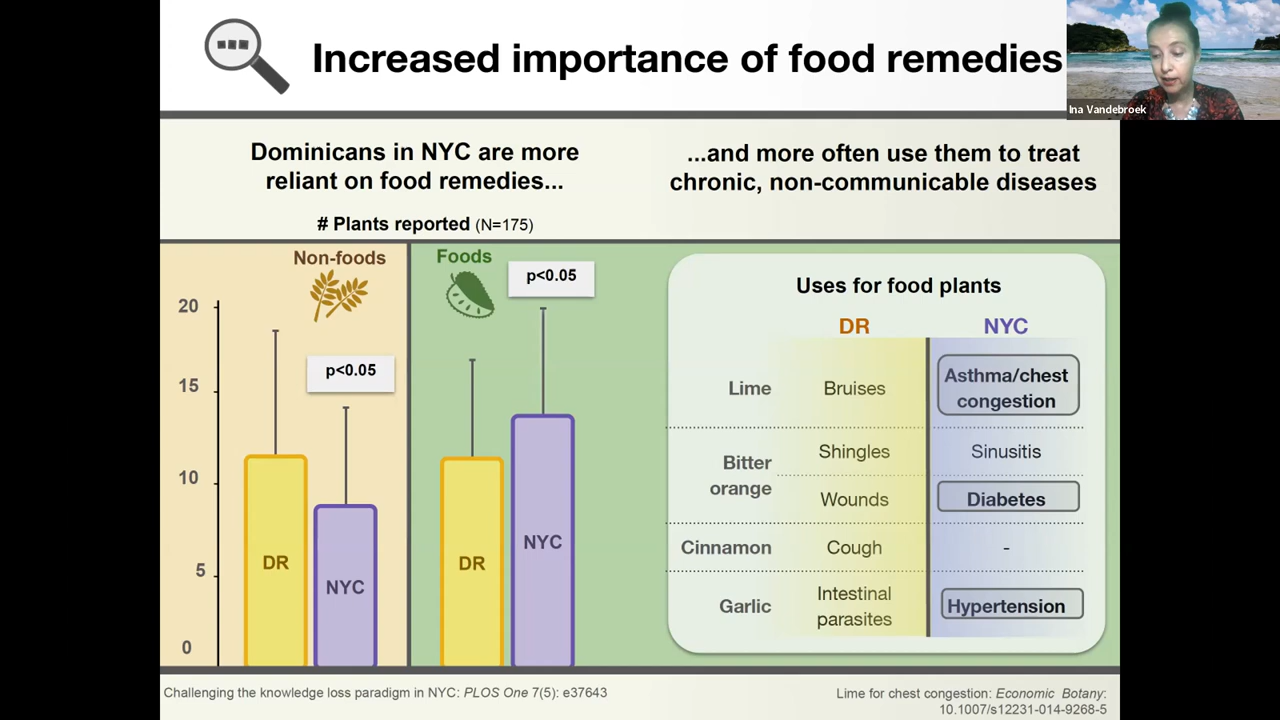 Increased importance of food remedies
Ina Vandebroek
Dominicans in NYC are more
reliant on food remedies...
# Plants reported (N=175)
...and more often use them to treat
chronic, non-communicable diseases
Non-foods
Foods
p<0.05
p<0.05
20
15
10
5
0
DR
NYC
DR
NYC
Uses for food plants
DR
NYC
Lime
Bruises
Asthma/chest
congestion
Bitter
orange
Shingles
Sinusitis
Wounds
Diabetes
Cinnamon
Cough
-
Garlic
Intestinal
parasites
Hypertension
Challenging the knowledge loss paradigm in NYC: PLOS One 7(5): e37643
Lime for chest congestion: Economic Botany:
10.1007/s12231-014-9268-5